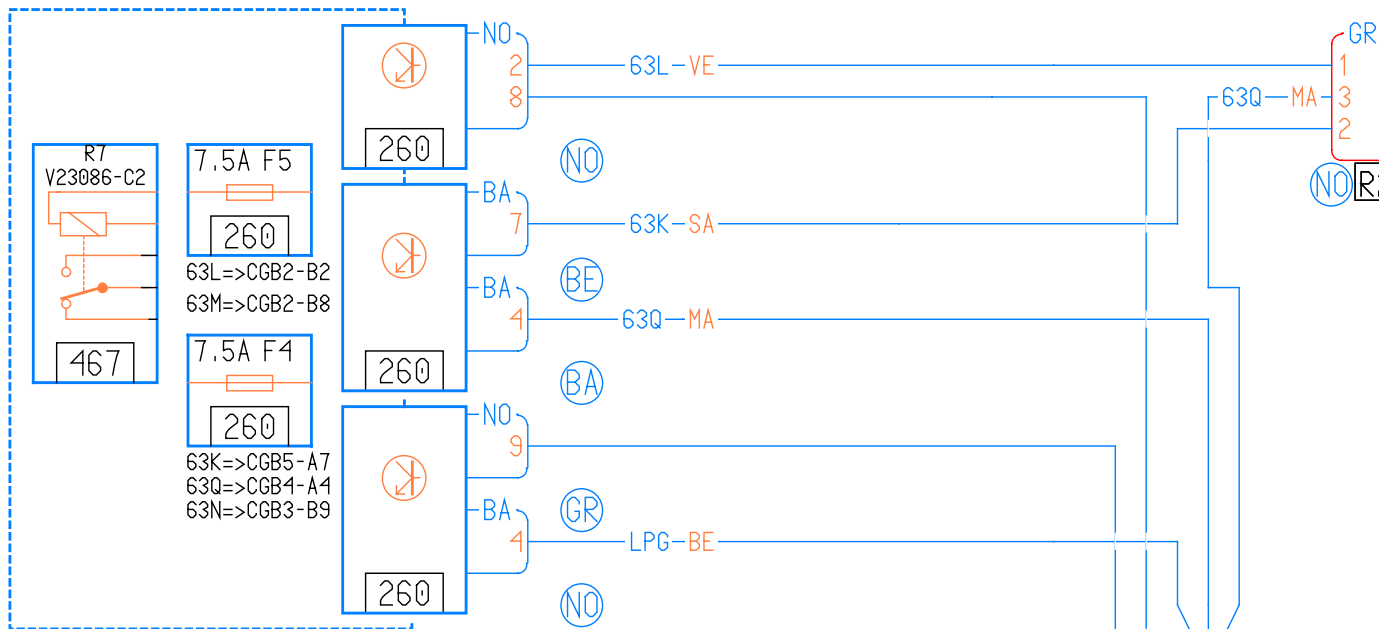 NO
2
63L VE
8
260
NO
GR
1
63Q MA 3
2
NO
R7
V23086-C2
467
7.5A F5
260
63L=>CGB2-B2
63M=>CGB2-B8
7.5A F4
260
63K=>CGB5-A7
63Q=>CGB4-A4
63N=>CGB3-B9
BA
7
63K SA
BE
BA
4
63Q MA
260
BA
NO
9
GR
BA
4
LPG BE
260
NO